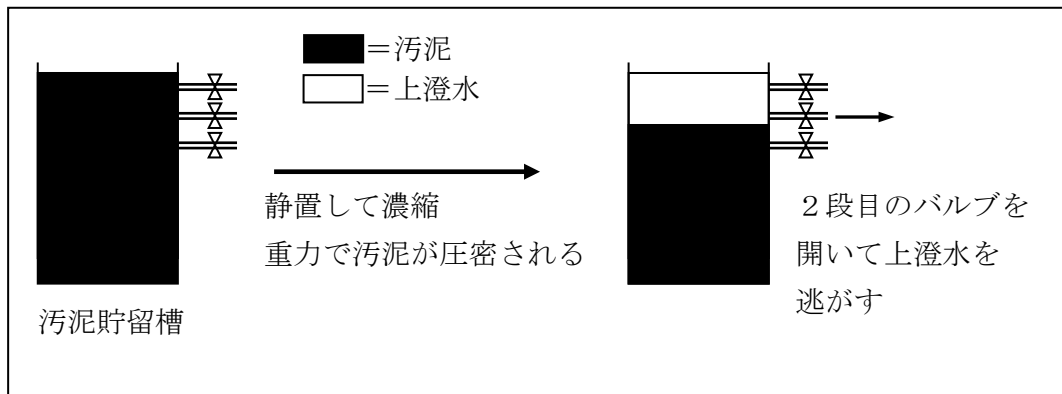 =汚泥
=上澄水
静置して濃縮
重力で汚泥が圧密される
汚泥貯留槽
２段目のバルブを
開いて上澄水を
逃がす